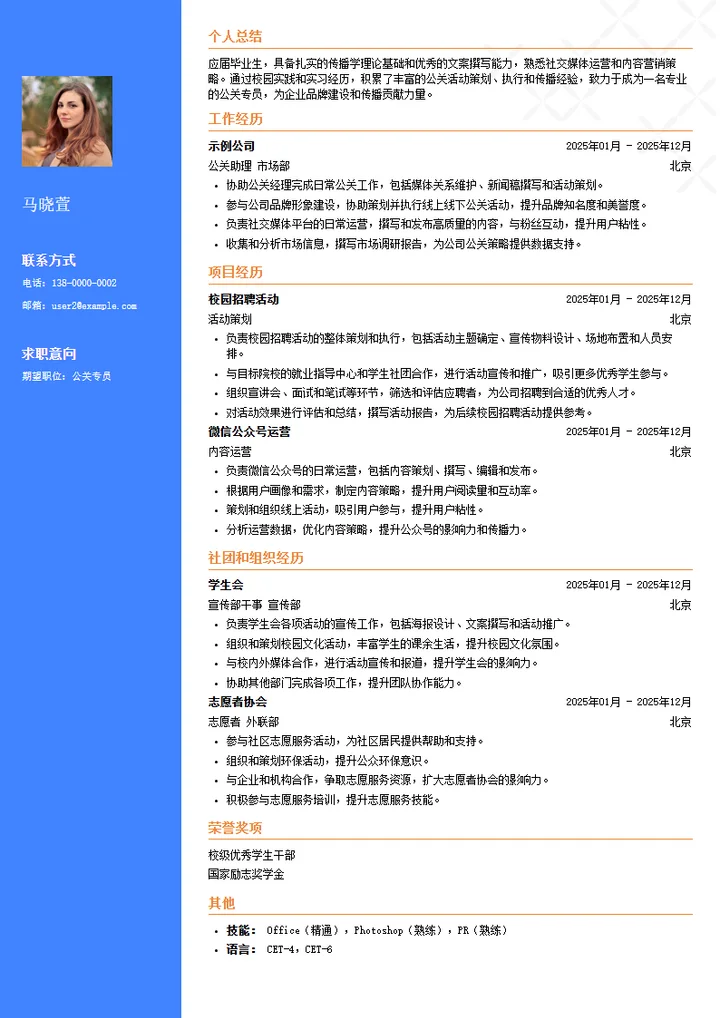 马晓萱
联系方式
电话：138-0000-0002
邮箱：user2@example.com
求职意向
期望职位：公关专员
个人总结
应届毕业生，具备扎实的传播学理论基础和优秀的文案撰写能力，熟悉社交媒体运营和内容营销策
略。通过校园实践和实习经历，积累了丰富的公关活动策划、执行和传播经验，致力于成为一名专业
的公关专员，为企业品牌建设和传播贡献力量。
工作经历
示例公司 2025年01月 - 2025年12月
公关助理 市场部 北京
• 协助公关经理完成日常公关工作，包括媒体关系维护、新闻稿撰写和活动策划。
• 参与公司品牌形象建设，协助策划并执行线上线下公关活动，提升品牌知名度和美誉度。
• 负责社交媒体平台的日常运营，撰写和发布高质量的内容，与粉丝互动，提升用户粘性。
• 收集和分析市场信息，撰写市场调研报告，为公司公关策略提供数据支持。
项目经历
校园招聘活动 2025年01月 - 2025年12月
活动策划 北京
• 负责校园招聘活动的整体策划和执行，包括活动主题确定、宣传物料设计、场地布置和人员安
排。
• 与目标院校的就业指导中心和学生社团合作，进行活动宣传和推广，吸引更多优秀学生参与。
• 组织宣讲会、面试和笔试等环节，筛选和评估应聘者，为公司招聘到合适的优秀人才。
• 对活动效果进行评估和总结，撰写活动报告，为后续校园招聘活动提供参考。
微信公众号运营 2025年01月 - 2025年12月
内容运营 北京
• 负责微信公众号的日常运营，包括内容策划、撰写、编辑和发布。
• 根据用户画像和需求，制定内容策略，提升用户阅读量和互动率。
• 策划和组织线上活动，吸引用户参与，提升用户粘性。
• 分析运营数据，优化内容策略，提升公众号的影响力和传播力。
社团和组织经历
学生会 2025年01月 - 2025年12月
宣传部干事 宣传部 北京
• 负责学生会各项活动的宣传工作，包括海报设计、文案撰写和活动推广。
• 组织和策划校园文化活动，丰富学生的课余生活，提升校园文化氛围。
• 与校内外媒体合作，进行活动宣传和报道，提升学生会的影响力。
• 协助其他部门完成各项工作，提升团队协作能力。
志愿者协会 2025年01月 - 2025年12月
志愿者 外联部 北京
• 参与社区志愿服务活动，为社区居民提供帮助和支持。
• 组织和策划环保活动，提升公众环保意识。
• 与企业和机构合作，争取志愿服务资源，扩大志愿者协会的影响力。
• 积极参与志愿服务培训，提升志愿服务技能。
荣誉奖项
校级优秀学生干部
国家励志奖学金
其他
• 技能： Office（精通），Photoshop（熟练），PR（熟练）
• 语言： CET-4，CET-6